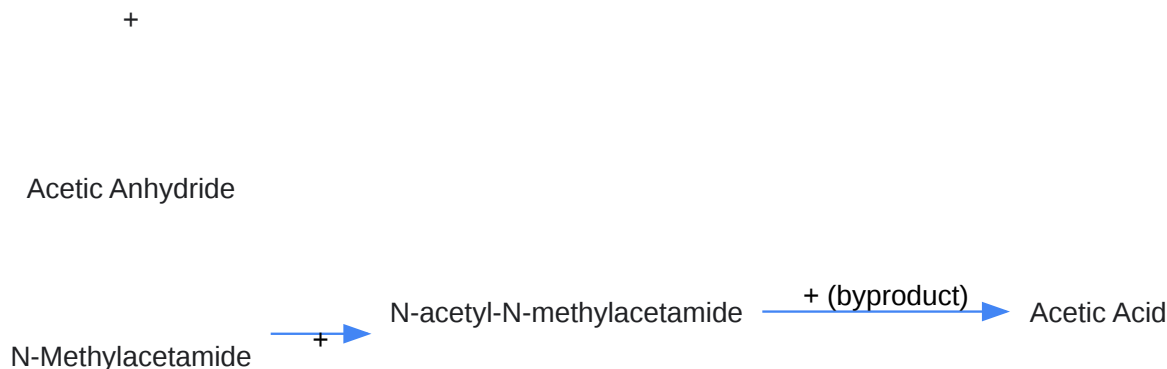 +
Acetic Anhydride
+ (byproduct)
N-acetyl-N-methylacetamide
Acetic Acid
+
N-Methylacetamide